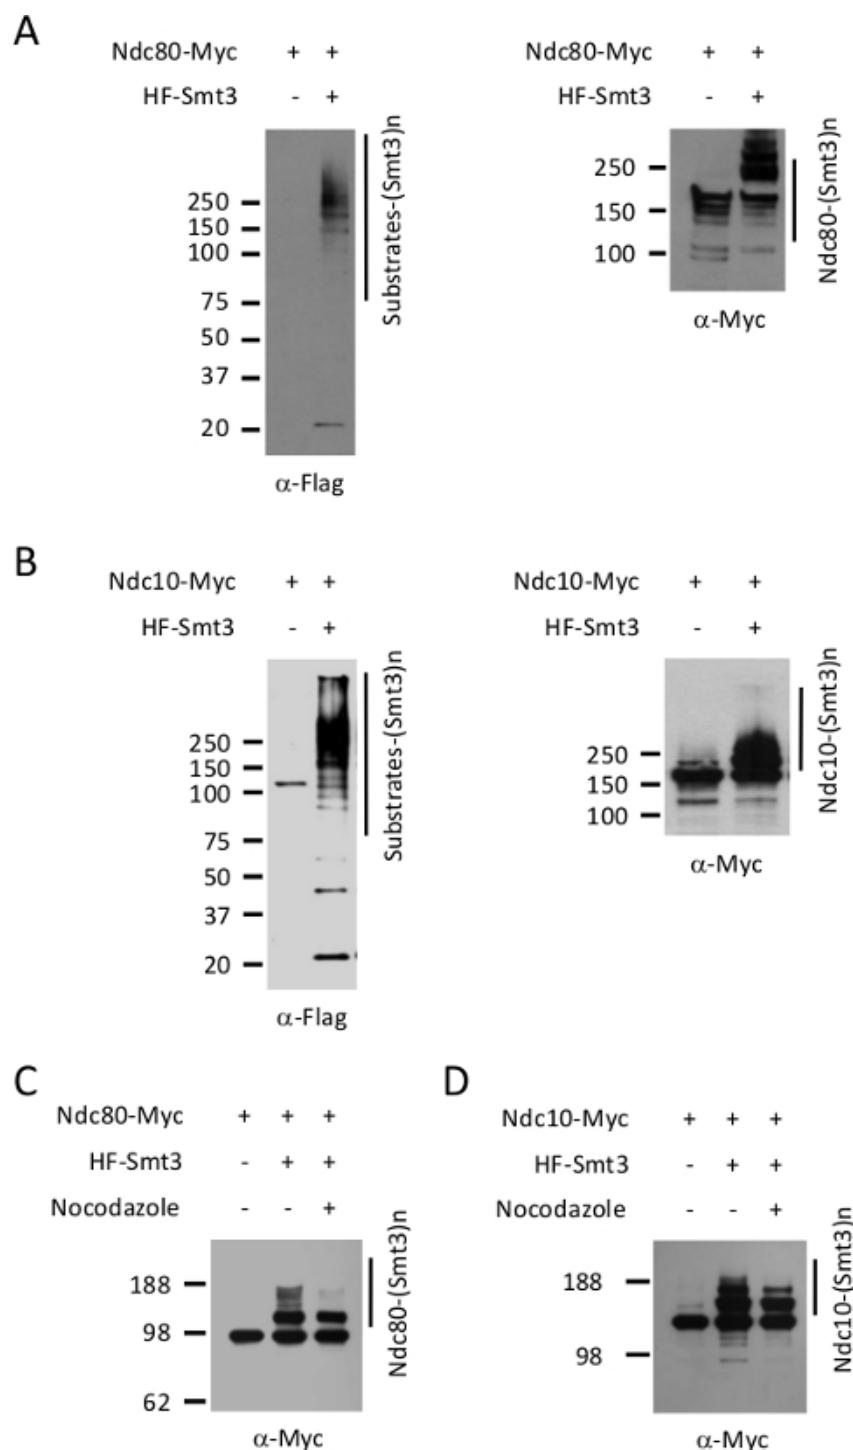 A
Ndc80-Myc + +
HF-Smt3 - +
250
150
100
75
50
37
20
Substrates-(Smt3)n
α-Flag
Ndc80-Myc + +
HF-Smt3 - +
250
150
100
Ndc80-(Smt3)n
α-Myc
B
Ndc10-Myc + +
HF-Smt3 - +
250
150
100
75
50
37
20
Substrates-(Smt3)n
α-Flag
Ndc10-Myc + +
HF-Smt3 - +
250
150
100
Ndc10-(Smt3)n
α-Myc
C
Ndc80-Myc + + +
HF-Smt3 - + +
Nocodazole - - +
188
98
62
Ndc80-(Smt3)n
α-Myc
D
Ndc10-Myc + + +
HF-Smt3 - + +
Nocodazole - - +
188
98
Ndc10-(Smt3)n
α-Myc